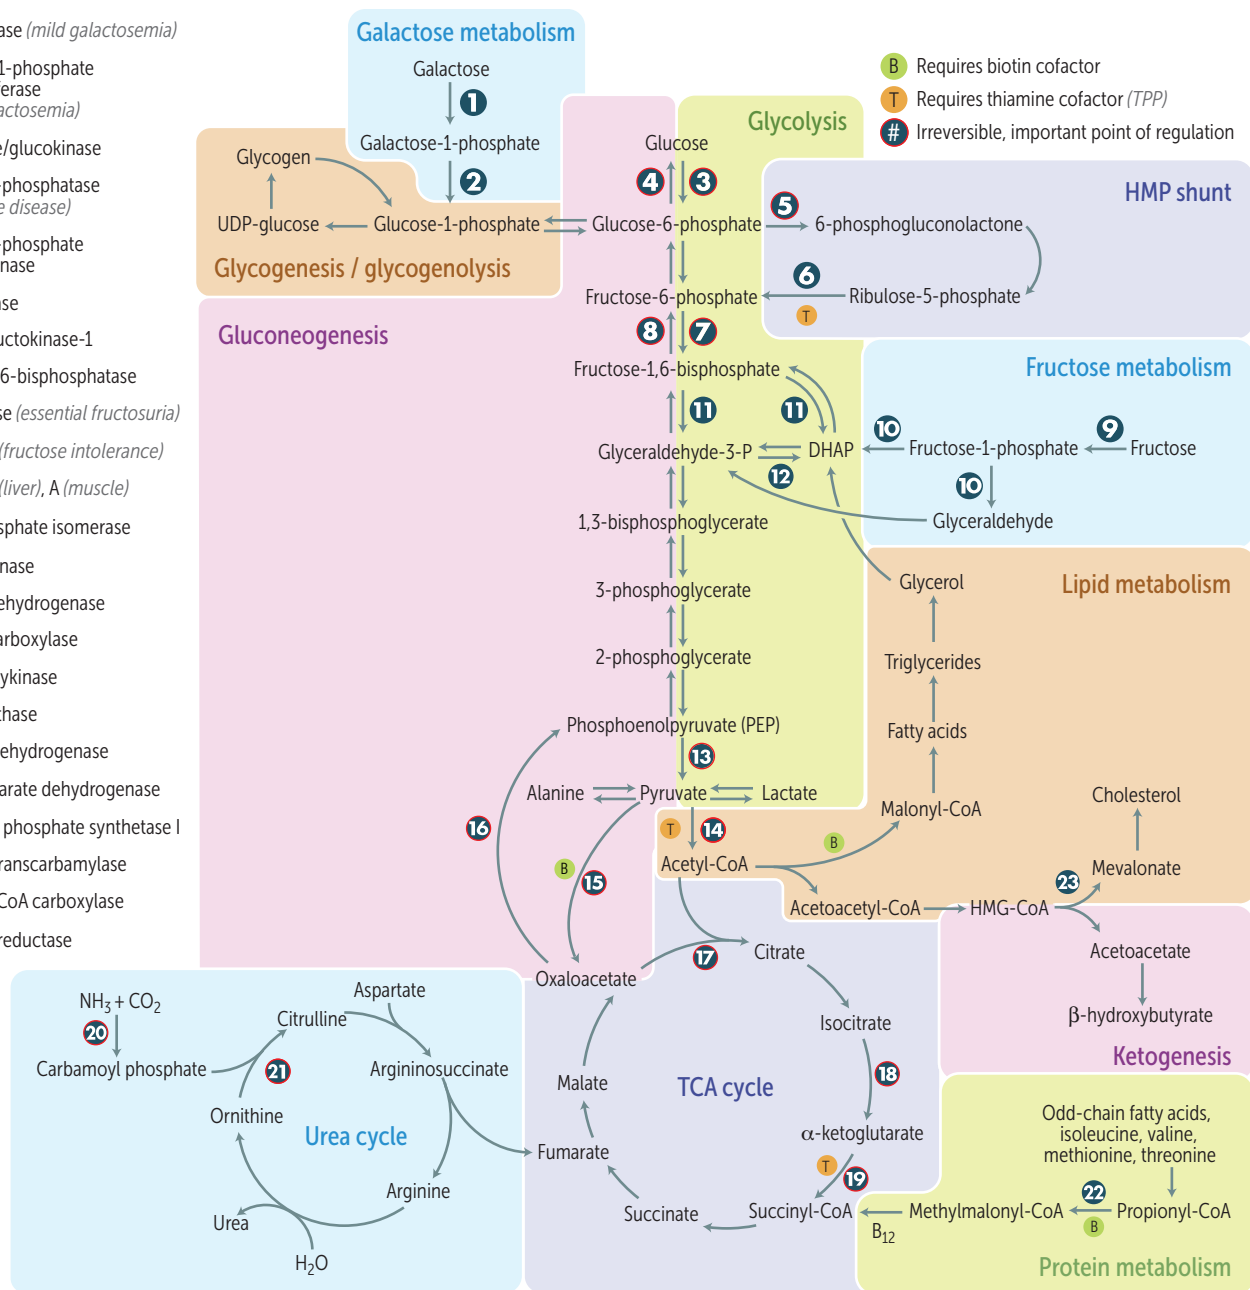 ase (mild galactosemia)
1-phosphate
ferase
actosemia)
e/glucokinase
-phosphatase
e disease)
-phosphate
nase
ase
uctokinase-1
6-bisphosphatase
se (essential fructosuria)
(fructose intolerance)
(liver), A (muscle)
sphate isomerase
nase
ehydrogenase
arboxylase
ykinase
thase
ehydrogenase
arate dehydrogenase
phosphate synthetase I
ranscarbamylase
CoA carboxylase
reductase
Galactose metabolism
Galactose
1
Galactose-1-phosphate
2
Glycogen
UDP-glucose
Glucose-1-phosphate
Glycogenesis / glycogenolysis
B Requires biotin cofactor
T Requires thiamine cofactor (TPP)
# Irreversible, important point of regulation
Glycolysis
Glucose
4 3
Glucose-6-phosphate
HMP shunt
5
6-phosphogluconolactone
6
Ribulose-5-phosphate
T
Fructose-6-phosphate
Gluconeogenesis
8 7
Fructose-1,6-bisphosphate
11 11
Glyceraldehyde-3-P
DHAP
12
Fructose metabolism
10
Fructose-1-phosphate
9
Fructose
10
Glyceraldehyde
1,3-bisphosphoglycerate
3-phosphoglycerate
2-phosphoglycerate
Phosphoenolpyruvate (PEP)
13
Alanine
Pyruvate
Lactate
16
T 14
B 15
Lipid metabolism
Glycerol
Triglycerides
Fatty acids
Malonyl-CoA
B
Acetyl-CoA
Acetoacetyl-CoA
HMG-CoA
23
Cholesterol
Mevalonate
Acetoacetate
β-hydroxybutyrate
Ketogenesis
Oxaloacetate
17
Citrate
Isocitrate
18
α-ketoglutarate
T 19
Succinyl-CoA
Succinate
Fumarate
Malate
TCA cycle
NH3 + CO2
20
Carbamoyl phosphate
21
Citrulline
Aspartate
Argininosuccinate
Ornithine
Urea cycle
Arginine
Urea
H2O
Odd-chain fatty acids,
isoleucine, valine,
methionine, threonine
22
Propionyl-CoA
B
Methylmalonyl-CoA
B12
Protein metabolism